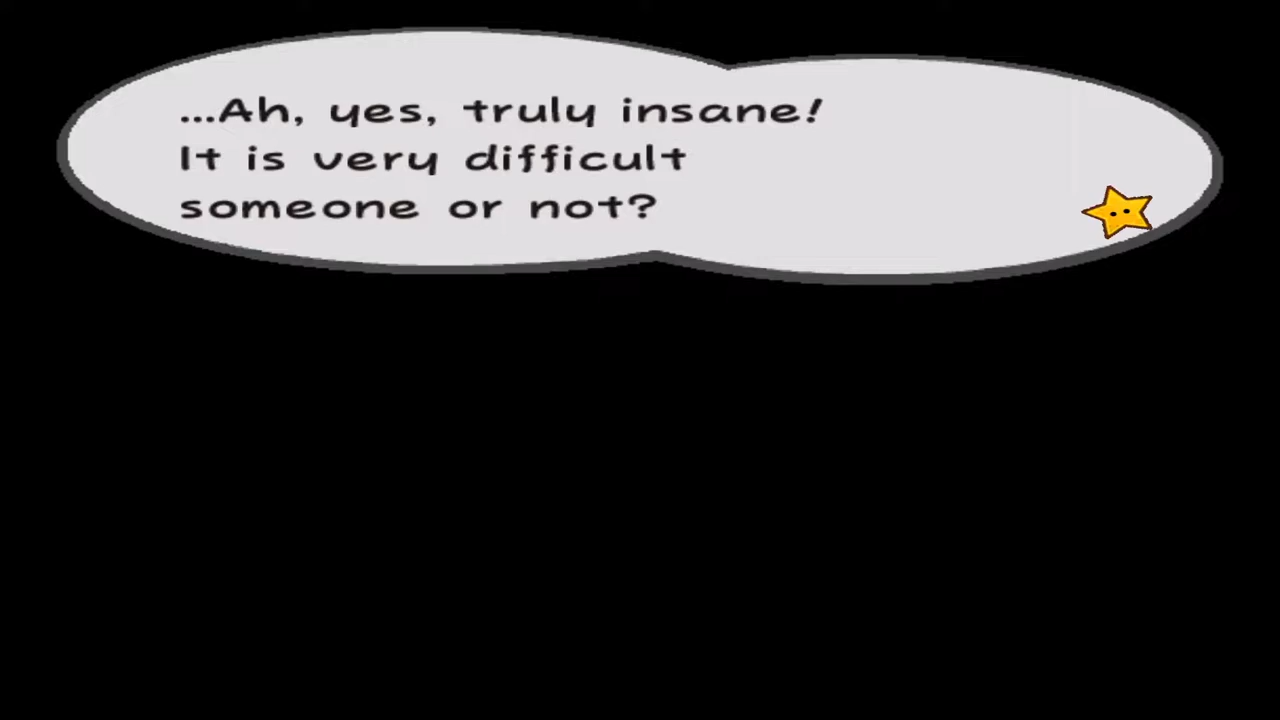 ...Ah, yes, truly insane!
It is very difficult
someone or not?